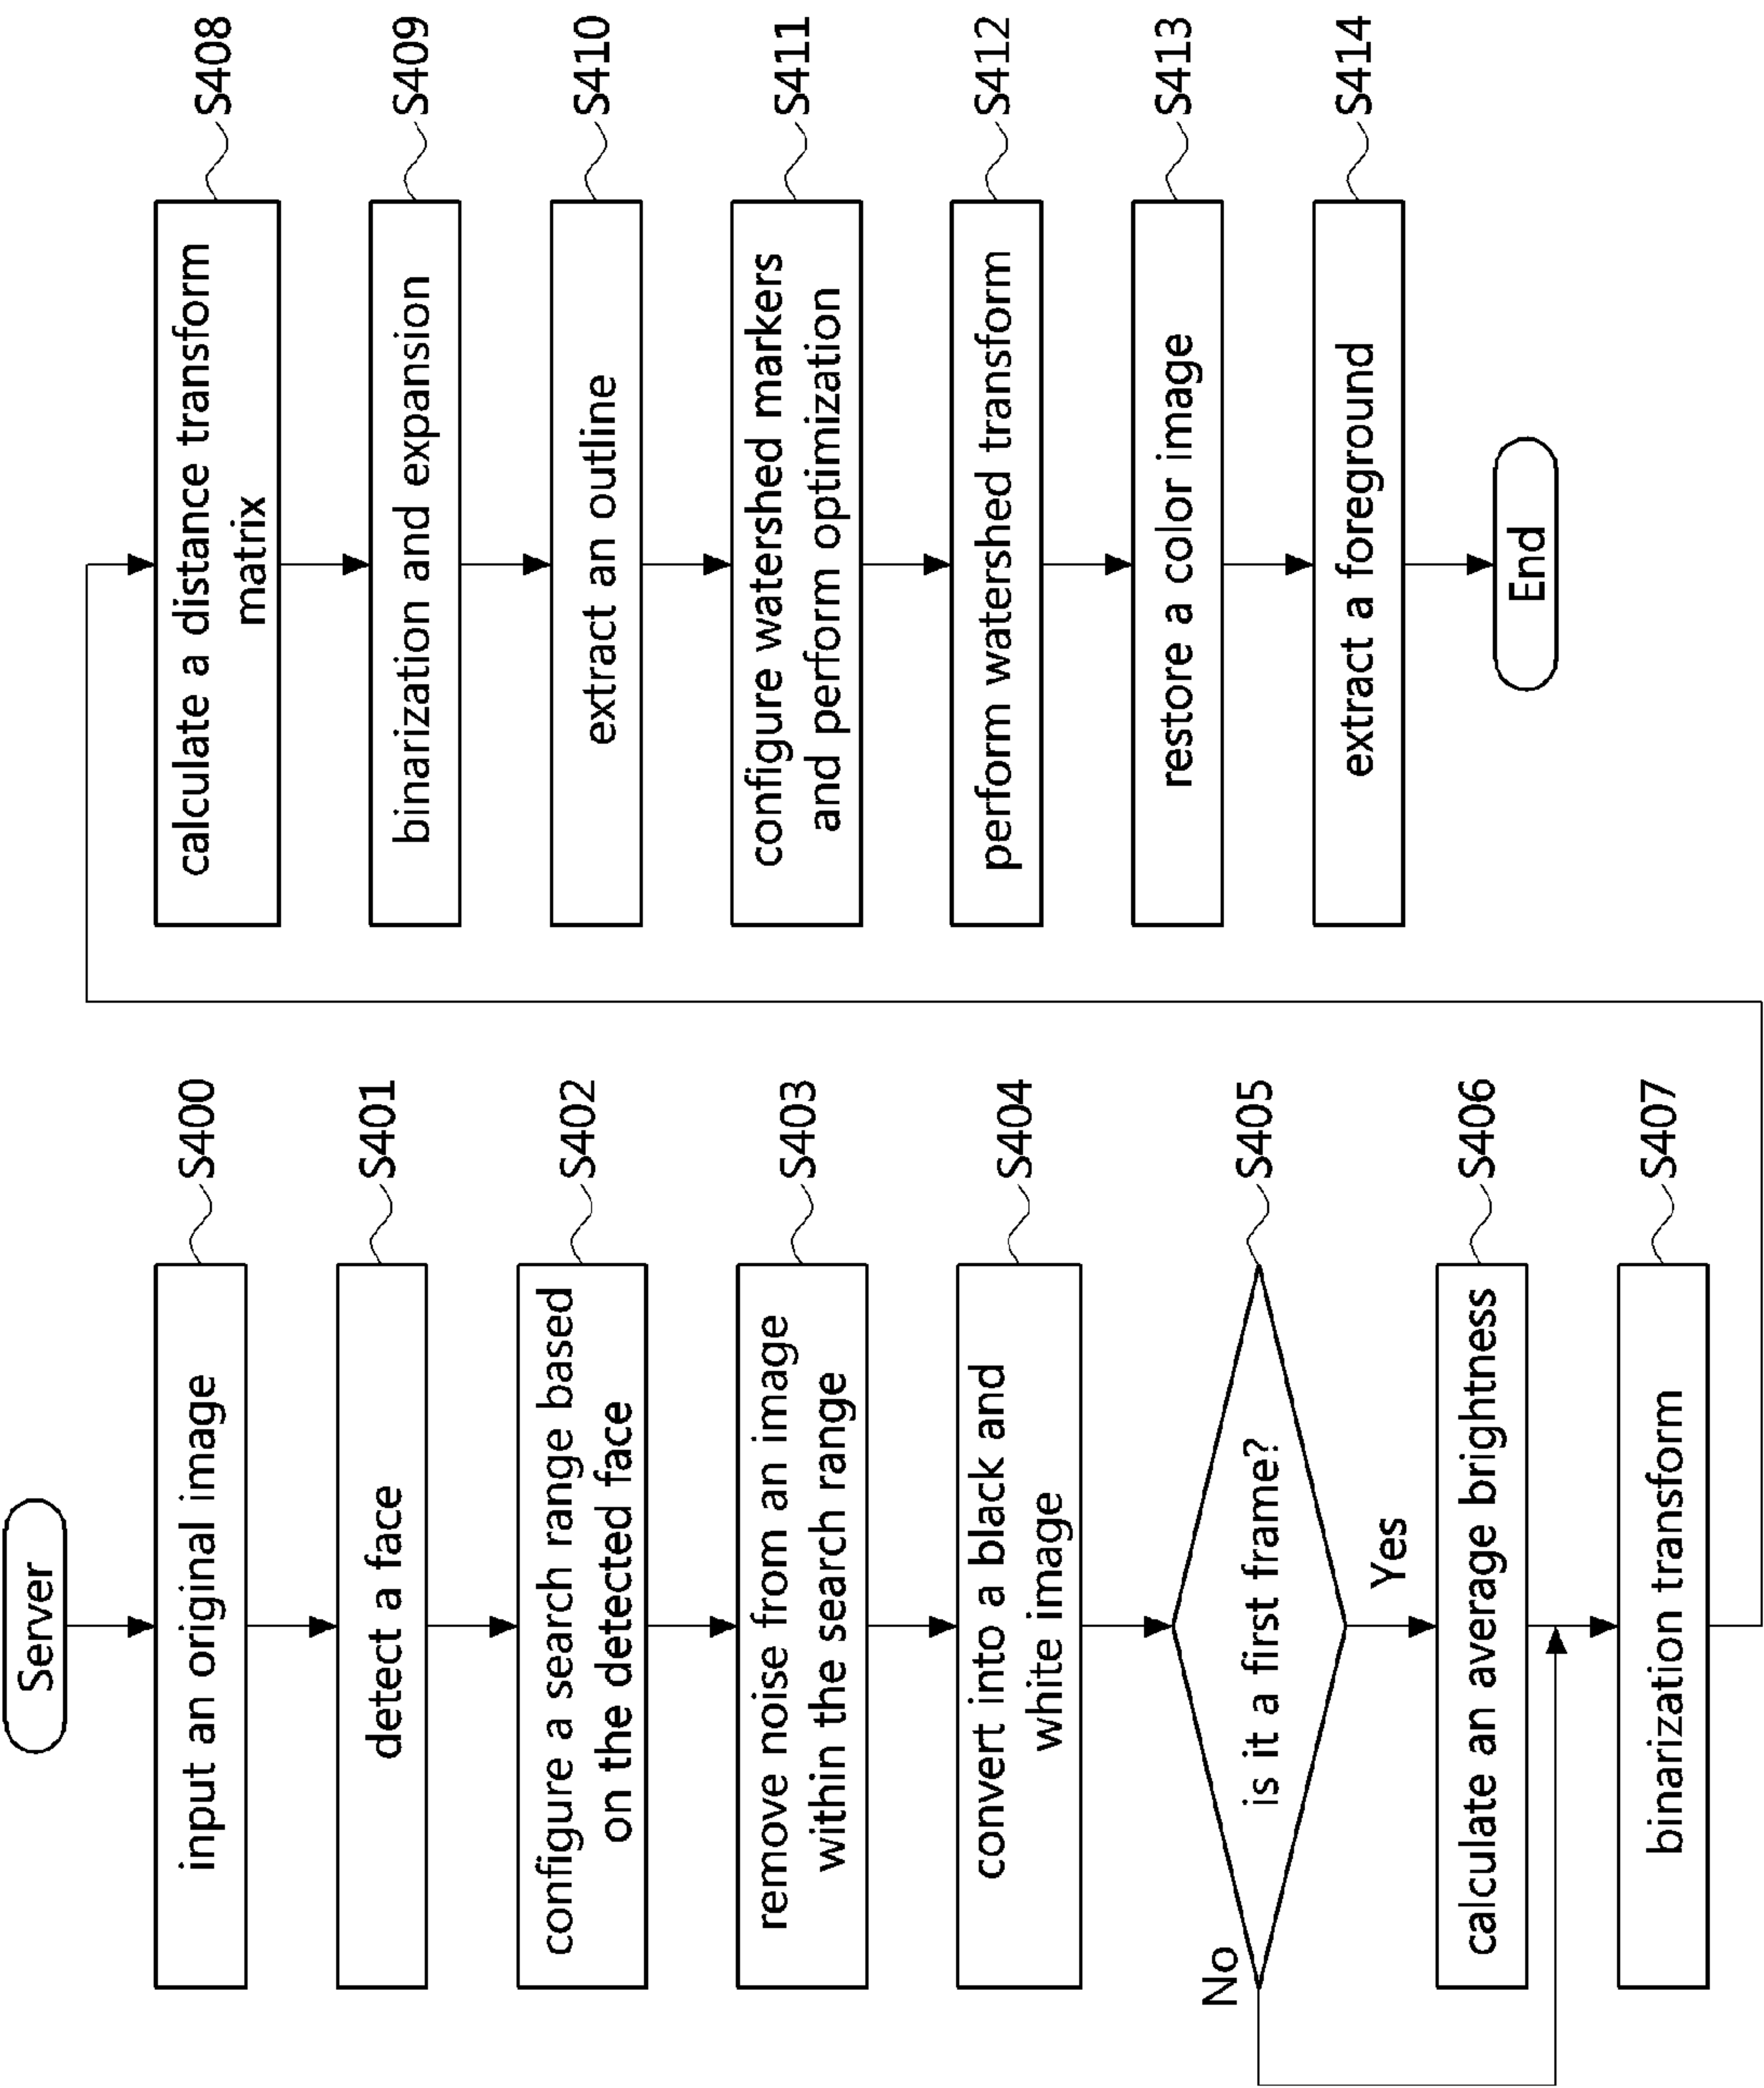 Server
input an original image
S400
detect a face
S401
configure a search range based
on the detected face
S402
remove noise from an image
within the search range
S403
convert into a black and
white image
S404
is it a first frame?
S405
No
Yes
calculate an average brightness
S406
binarization transform
S407
calculate a distance transform
matrix
S408
binarization and expansion
S409
extract an outline
S410
configure watershed markers
and perform optimization
S411
perform watershed transform
S412
restore a color image
S413
extract a foreground
S414
End